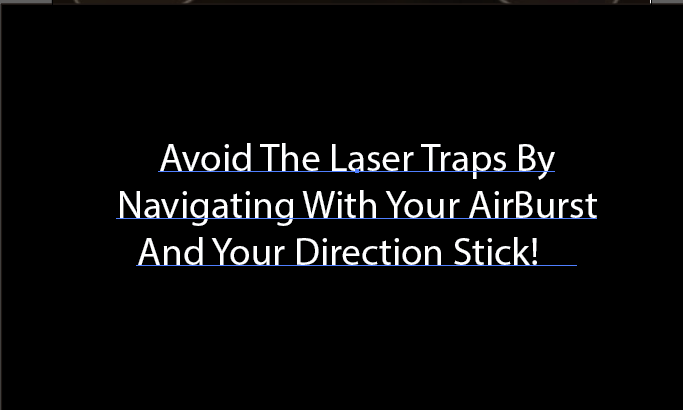 Avoid The Laser Traps By
Navigating With Your AirBurst
And Your Direction Stick!